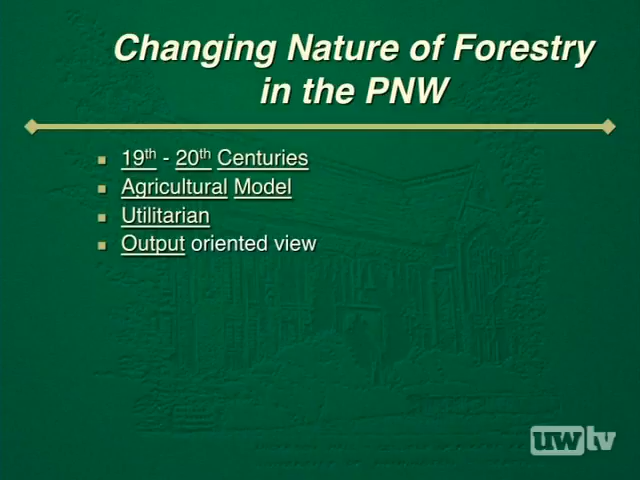 Changing Nature of Forestry
in the PNW
19th - 20th Centuries
Agricultural Model
Utilitarian
Output oriented view
uwtv